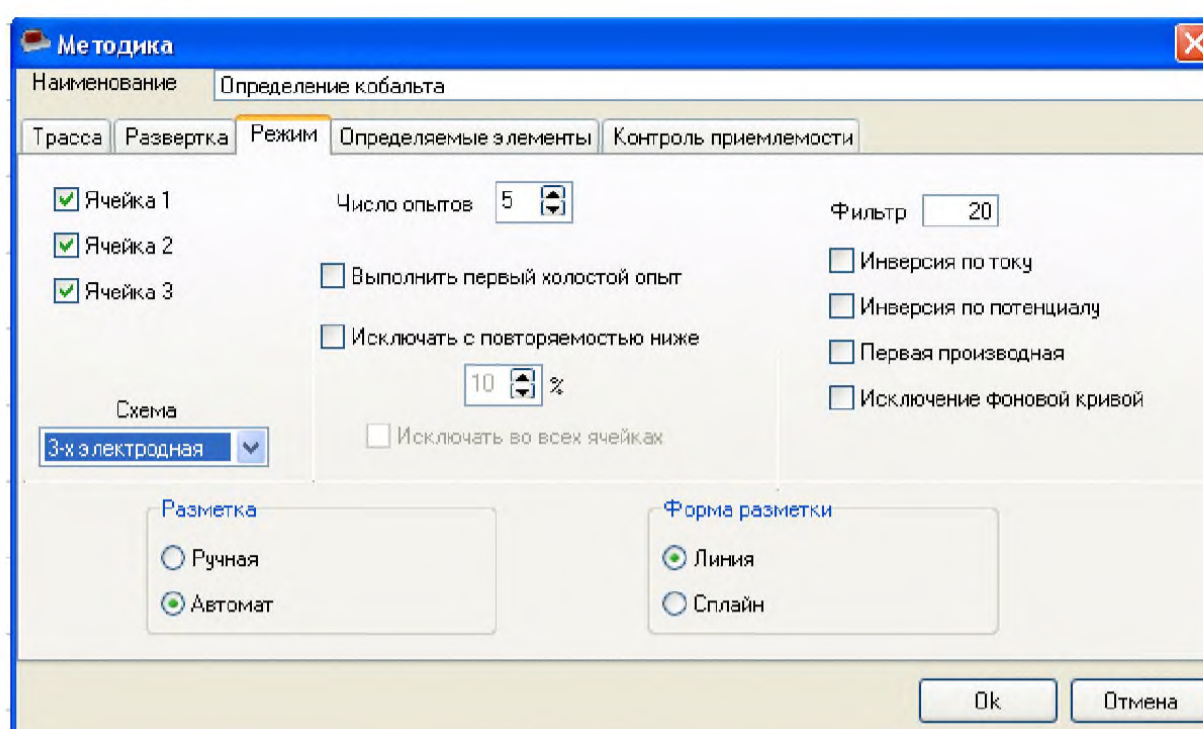 Методика
Наименование Определение кобальта
Трасса Развертка Режим Определяемые элементы Контроль приемлемости
Ячейка 1
Ячейка 2
Ячейка 3
Схема
3-х электродная
Число опытов 5
Выполнить первый холостой опыт
Исключать с повторяемостью ниже
10 %
Исключать во всех ячейках
Фильтр 20
Инверсия по току
Инверсия по потенциалу
Первая производная
Исключение фоновой кривой
Разметка
Ручная
Автомат
Форма разметки
Линия
Сплайн
Ok Отмена